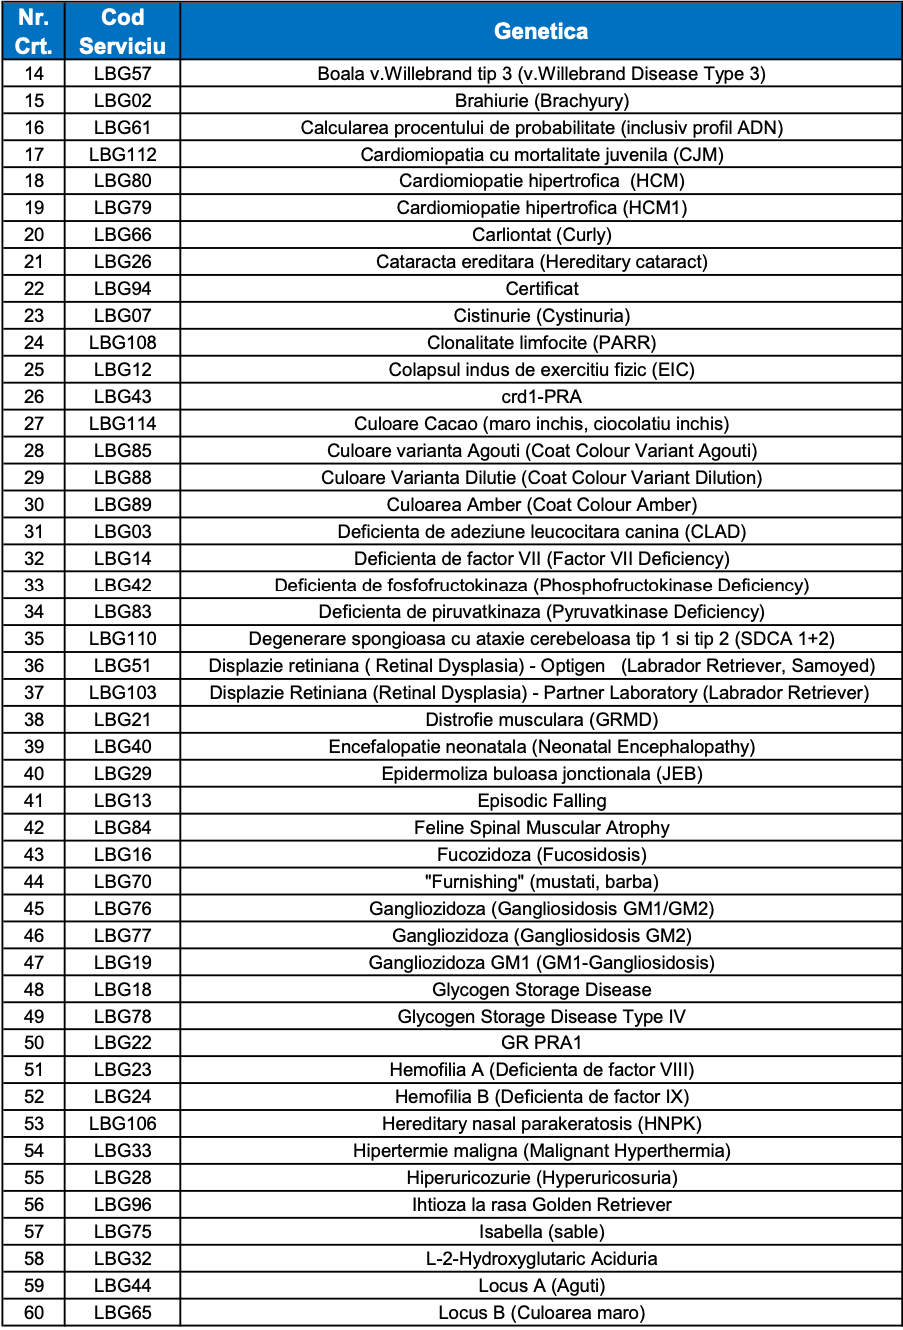 Nr. Crt. Cod Serviciu Genetica
14 LBG57 Boala v.Willebrand tip 3 (v.Willebrand Disease Type 3)
15 LBG02 Brahiurie (Brachyury)
16 LBG61 Calcularea procentului de probabilitate (inclusiv profil ADN)
17 LBG112 Cardiomiopatia cu mortalitate juvenila (CJM)
18 LBG80 Cardiomiopatie hipertrofica (HCM)
19 LBG79 Cardiomiopatie hipertrofica (HCM1)
20 LBG66 Carliontat (Curly)
21 LBG26 Cataracta ereditara (Hereditary cataract)
22 LBG94 Certificat
23 LBG07 Cistinurie (Cystinuria)
24 LBG108 Clonalitate limfocite (PARR)
25 LBG12 Colapsul indus de exercitiu fizic (EIC)
26 LBG43 crd1-PRA
27 LBG114 Culoare Cacao (maro inchis, ciocolatiu inchis)
28 LBG85 Culoare varianta Agouti (Coat Colour Variant Agouti)
29 LBG88 Culoare Varianta Dilutie (Coat Colour Variant Dilution)
30 LBG89 Culoarea Amber (Coat Colour Amber)
31 LBG03 Deficienta de adeziune leucocitara canina (CLAD)
32 LBG14 Deficienta de factor VII (Factor VII Deficiency)
33 LBG42 Deficienta de fosfofructokinaza (Phosphofructokinase Deficiency)
34 LBG83 Deficienta de piruvatkinaza (Pyruvatkinase Deficiency)
35 LBG110 Degenerare spongioasa cu ataxie cerebeloasa tip 1 si tip 2 (SDCA 1+2)
36 LBG51 Displazie retiniana ( Retinal Dysplasia) - Optigen (Labrador Retriever, Samoyed)
37 LBG103 Displazie Retiniana (Retinal Dysplasia) - Partner Laboratory (Labrador Retriever)
38 LBG21 Distrofie musculara (GRMD)
39 LBG40 Encefalopatie neonatala (Neonatal Encephalopathy)
40 LBG29 Epidermoliza buloasa jonctionala (JEB)
41 LBG13 Episodic Falling
42 LBG84 Feline Spinal Muscular Atrophy
43 LBG16 Fucozidoza (Fucosidosis)
44 LBG70 "Furnishing" (mustati, barba)
45 LBG76 Gangliozidoza (Gangliosidosis GM1/GM2)
46 LBG77 Gangliozidoza (Gangliosidosis GM2)
47 LBG19 Gangliozidoza GM1 (GM1-Gangliosidosis)
48 LBG18 Glycogen Storage Disease
49 LBG78 Glycogen Storage Disease Type IV
50 LBG22 GR PRA1
51 LBG23 Hemofilia A (Deficienta de factor VIII)
52 LBG24 Hemofilia B (Deficienta de factor IX)
53 LBG106 Hereditary nasal parakeratosis (HNPK)
54 LBG33 Hipertermie maligna (Malignant Hyperthermia)
55 LBG28 Hiperuricozurie (Hyperuricosuria)
56 LBG96 Ihtioza la rasa Golden Retriever
57 LBG75 Isabella (sable)
58 LBG32 L-2-Hydroxyglutaric Aciduria
59 LBG44 Locus A (Aguti)
60 LBG65 Locus B (Culoarea maro)